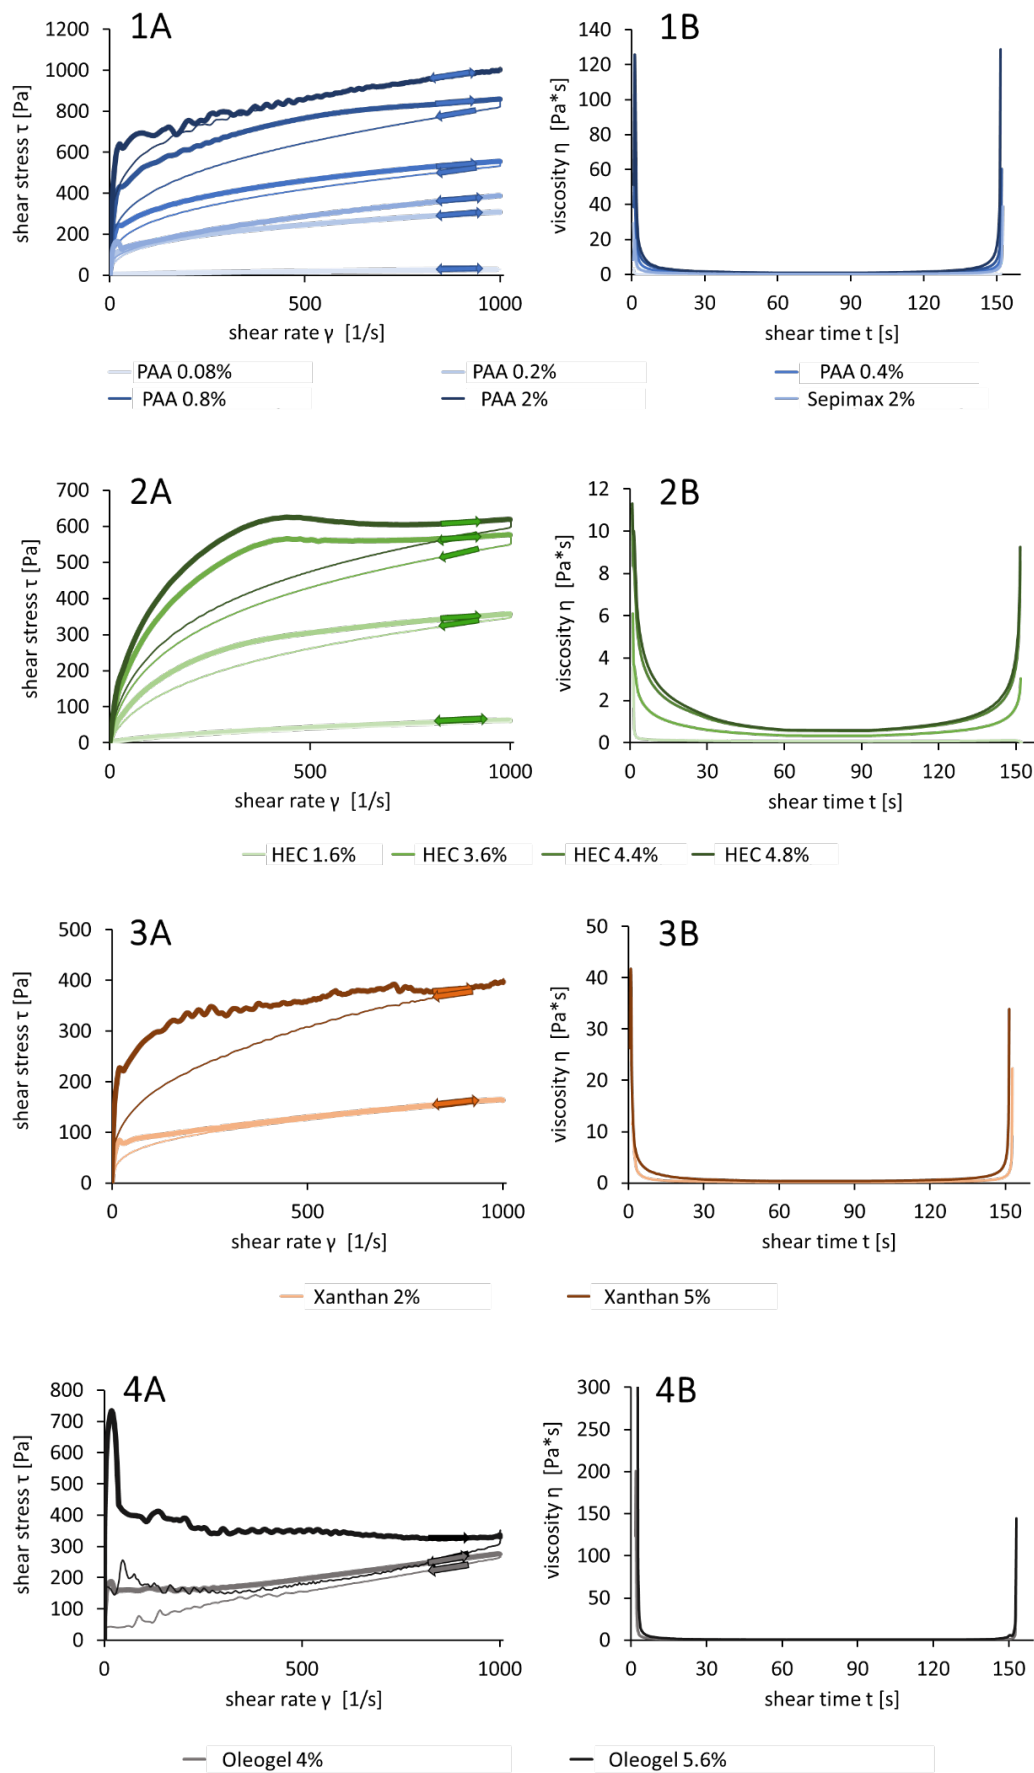 1A
1B
shear stress τ [Pa]
1200
1000
800
600
400
200
0
0
500
1000
shear rate γ [1/s]
viscosity η [Pa*s]
140
120
100
80
60
40
20
0
0
30
60
90
120
150
shear time t [s]
PAA 0.08%
PAA 0.2%
PAA 0.4%
PAA 0.8%
PAA 2%
Sepimax 2%
2A
2B
shear stress τ [Pa]
700
600
500
400
300
200
100
0
0
500
1000
shear rate γ [1/s]
viscosity η [Pa*s]
12
10
8
6
4
2
0
0
30
60
90
120
150
shear time t [s]
HEC 1.6%
HEC 3.6%
HEC 4.4%
HEC 4.8%
3A
3B
shear stress τ [Pa]
500
400
300
200
100
0
0
500
1000
shear rate γ [1/s]
viscosity η [Pa*s]
50
40
30
20
10
0
0
30
60
90
120
150
shear time t [s]
Xanthan 2%
Xanthan 5%
4A
4B
shear stress τ [Pa]
800
700
600
500
400
300
200
100
0
0
500
1000
shear rate γ [1/s]
viscosity η [Pa*s]
300
250
200
150
100
50
0
0
30
60
90
120
150
shear time t [s]
Oleogel 4%
Oleogel 5.6%